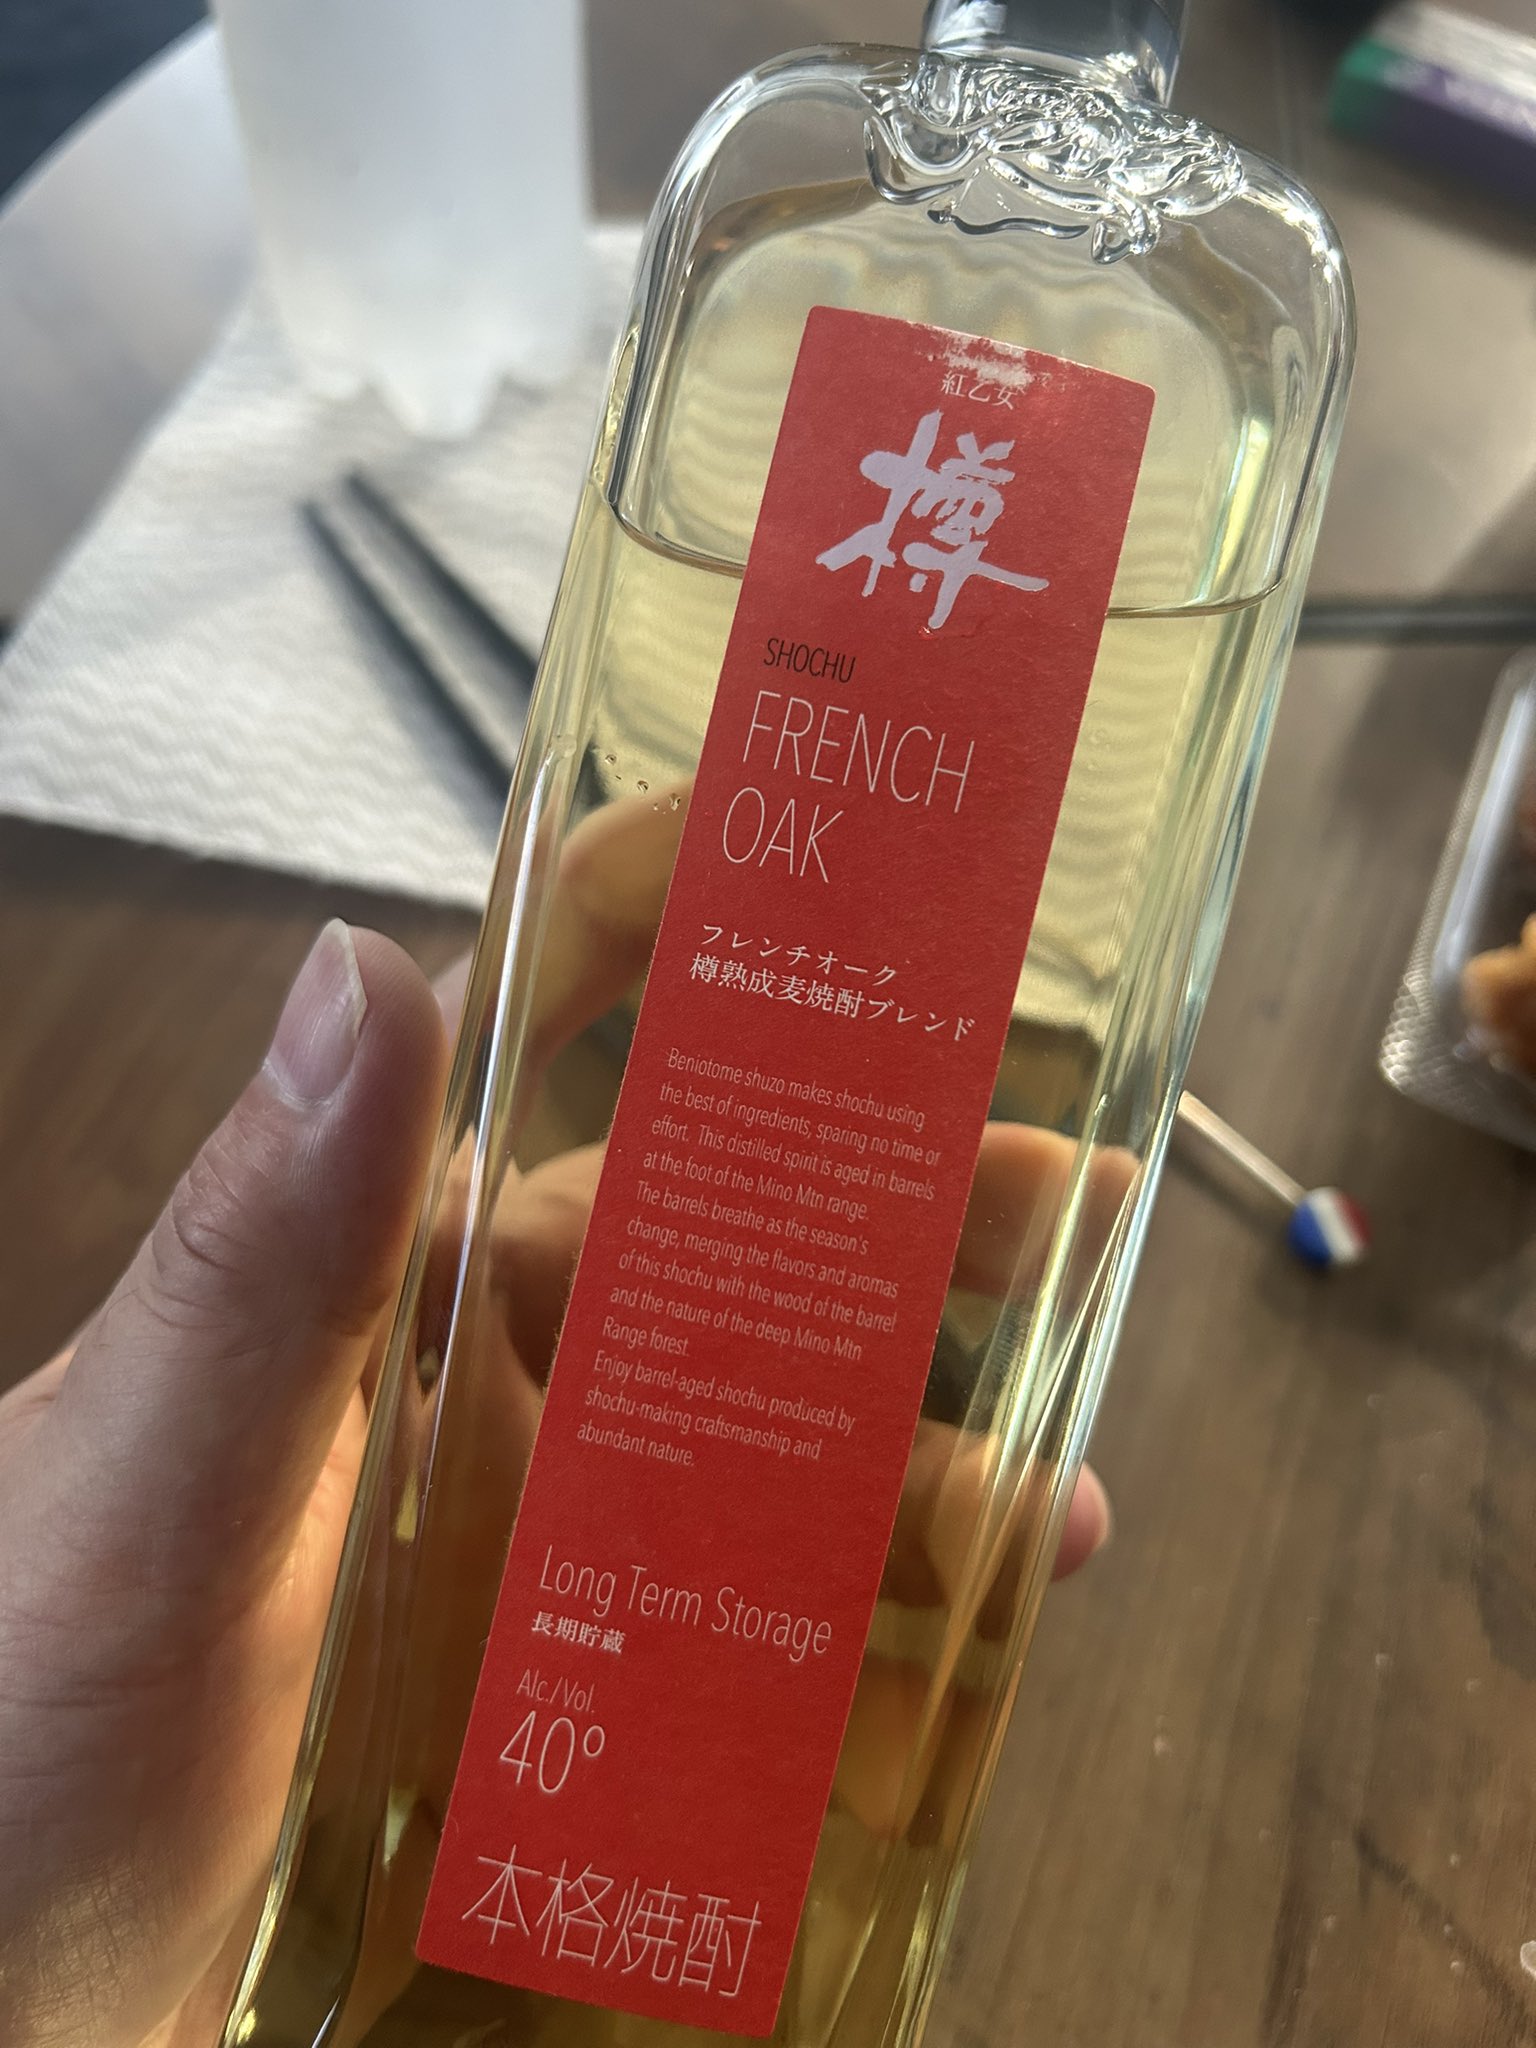 紅乙女
樽
SHOCHU
FRENCH
OAK
フレンチオーク
樽熟成麦焼酎ブレンド
Beniotome shuzo makes shochu using
the best of ingredients, sparing no time or
effort. This distilled spirit is aged in barrels
at the foot of the Mino Mtn range.
The barrels breathe as the season's
change, merging the flavors and aromas
of this shochu with the wood of the barrel
and the nature of the deep Mino Mtn
Range forest.
Enjoy barrel-aged shochu produced by
shochu-making craftsmanship and
abundant nature.
Long Term Storage
長期貯蔵
Alc./Vol.
40°
本格焼酎